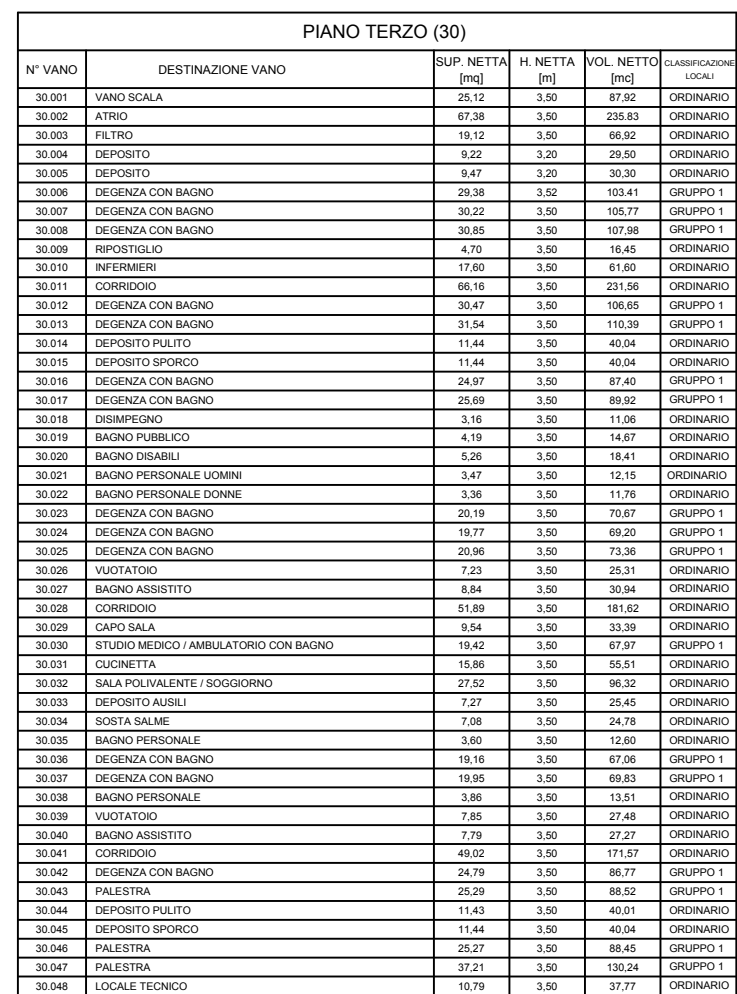 PIANO TERZO (30)
N° VANO DESTINAZIONE VANO SUP. NETTA [mq] H. NETTA [m] VOL. NETTO [mc] CLASSIFICAZIONE LOCALI
30.001 VANO SCALA 25,12 3,50 87,92 ORDINARIO
30.002 ATRIO 67,38 3,50 235.83 ORDINARIO
30.003 FILTRO 19,12 3,50 66,92 ORDINARIO
30.004 DEPOSITO 9,22 3,20 29,50 ORDINARIO
30.005 DEPOSITO 9,47 3,20 30,30 ORDINARIO
30.006 DEGENZA CON BAGNO 29,38 3,52 103.41 GRUPPO 1
30.007 DEGENZA CON BAGNO 30,22 3,50 105,77 GRUPPO 1
30.008 DEGENZA CON BAGNO 30,85 3,50 107,98 GRUPPO 1
30.009 RIPOSTIGLIO 4,70 3,50 16,45 ORDINARIO
30.010 INFERMIERI 17,60 3,50 61,60 ORDINARIO
30.011 CORRIDOIO 66,16 3,50 231,56 ORDINARIO
30.012 DEGENZA CON BAGNO 30,47 3,50 106,65 GRUPPO 1
30.013 DEGENZA CON BAGNO 31,54 3,50 110,39 GRUPPO 1
30.014 DEPOSITO PULITO 11,44 3,50 40,04 ORDINARIO
30.015 DEPOSITO SPORCO 11,44 3,50 40,04 ORDINARIO
30.016 DEGENZA CON BAGNO 24,97 3,50 87,40 GRUPPO 1
30.017 DEGENZA CON BAGNO 25,69 3,50 89,92 GRUPPO 1
30.018 DISIMPEGNO 3,16 3,50 11,06 ORDINARIO
30.019 BAGNO PUBBLICO 4,19 3,50 14,67 ORDINARIO
30.020 BAGNO DISABILI 5,26 3,50 18,41 ORDINARIO
30.021 BAGNO PERSONALE UOMINI 3,47 3,50 12,15 ORDINARIO
30.022 BAGNO PERSONALE DONNE 3,36 3,50 11,76 ORDINARIO
30.023 DEGENZA CON BAGNO 20,19 3,50 70,67 GRUPPO 1
30.024 DEGENZA CON BAGNO 19,77 3,50 69,20 GRUPPO 1
30.025 DEGENZA CON BAGNO 20,96 3,50 73,36 GRUPPO 1
30.026 VUOTATOIO 7,23 3,50 25,31 ORDINARIO
30.027 BAGNO ASSISTITO 8,84 3,50 30,94 ORDINARIO
30.028 CORRIDOIO 51,89 3,50 181,62 ORDINARIO
30.029 CAPO SALA 9,54 3,50 33,39 ORDINARIO
30.030 STUDIO MEDICO / AMBULATORIO CON BAGNO 19,42 3,50 67,97 GRUPPO 1
30.031 CUCINETTA 15,86 3,50 55,51 ORDINARIO
30.032 SALA POLIVALENTE / SOGGIORNO 27,52 3,50 96,32 ORDINARIO
30.033 DEPOSITO AUSILI 7,27 3,50 25,45 ORDINARIO
30.034 SOSTA SALME 7,08 3,50 24,78 ORDINARIO
30.035 BAGNO PERSONALE 3,60 3,50 12,60 ORDINARIO
30.036 DEGENZA CON BAGNO 19,16 3,50 67,06 GRUPPO 1
30.037 DEGENZA CON BAGNO 19,95 3,50 69,83 GRUPPO 1
30.038 BAGNO PERSONALE 3,86 3,50 13,51 ORDINARIO
30.039 VUOTATOIO 7,85 3,50 27,48 ORDINARIO
30.040 BAGNO ASSISTITO 7,79 3,50 27,27 ORDINARIO
30.041 CORRIDOIO 49,02 3,50 171,57 ORDINARIO
30.042 DEGENZA CON BAGNO 24,79 3,50 86,77 GRUPPO 1
30.043 PALESTRA 25,29 3,50 88,52 GRUPPO 1
30.044 DEPOSITO PULITO 11,43 3,50 40,01 ORDINARIO
30.045 DEPOSITO SPORCO 11,44 3,50 40,04 ORDINARIO
30.046 PALESTRA 25,27 3,50 88,45 GRUPPO 1
30.047 PALESTRA 37,21 3,50 130,24 GRUPPO 1
30.048 LOCALE TECNICO 10,79 3,50 37,77 ORDINARIO